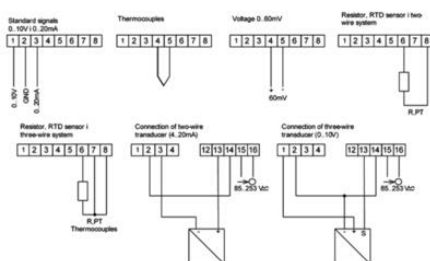 Standard signals
0..10V i 0..20mA
1 2 3 4 5 6 7 8
0..10V
GND
0..20mA
Thermocouples
1 2 3 4 5 6 7 8
Voltage 0..60mV
1 2 3 4 5 6 7 8
+ -
60mV
Resistor, RTD sensor i two-
wire system
1 2 3 4 5 6 7 8
R,PT
Resistor, RTD sensor i
three-wire system
1 2 3 4 5 6 7 8
R,PT
Thermocouples
Connection of two-wire
transducer (4..20mA)
1 2 3 4
12 13 14 15 16
85..253 Vcc
- +
Connection of three-wire
transducer (0..10V)
1 2 3 4
12 13 14 15 16
85..253 Vcc
- + S